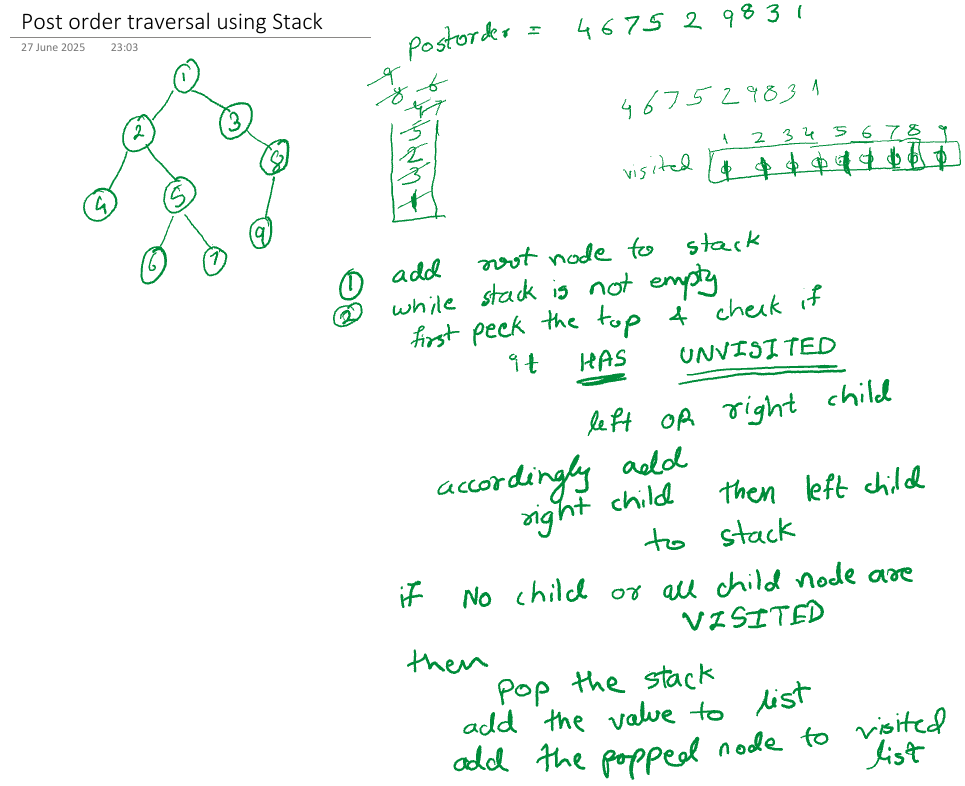 Post order traversal using Stack
27 June 2025 23:03
Postorder = 4 6 7 5 2 9 8 3 1
1
2
3
8
4
5
9
6
7
9
8 6
4 7
5
2
3
1
4 6 7 5 2 9 8 3 1
1 2 3 4 5 6 7 8 9
visited
① add root node to stack
② while stack is not empty
first peek the top & check if
it HAS UNVISITED
left OR right child
accordingly add
right child then left child
to stack
if No child or all child node are
VISITED
then
Pop the stack
add the value to list
add the popped node to visited
list